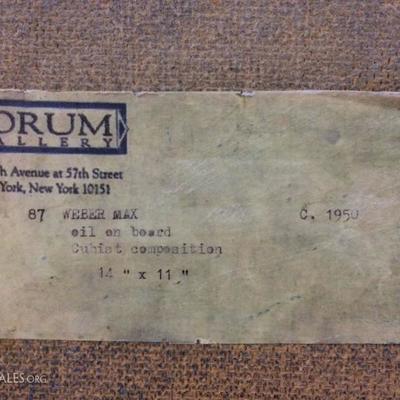 ORUM
ALLERY
h Avenue at 57th Street
York, New York 10151
87 WEBER MAX C. 1950
oil on board
Cubist composition
14 " x 11 "
ALES.ORG